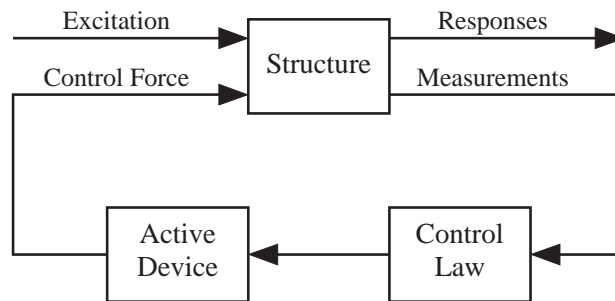 Excitation
Responses
Structure
Control Force
Measurements
Active
Device
Control
Law